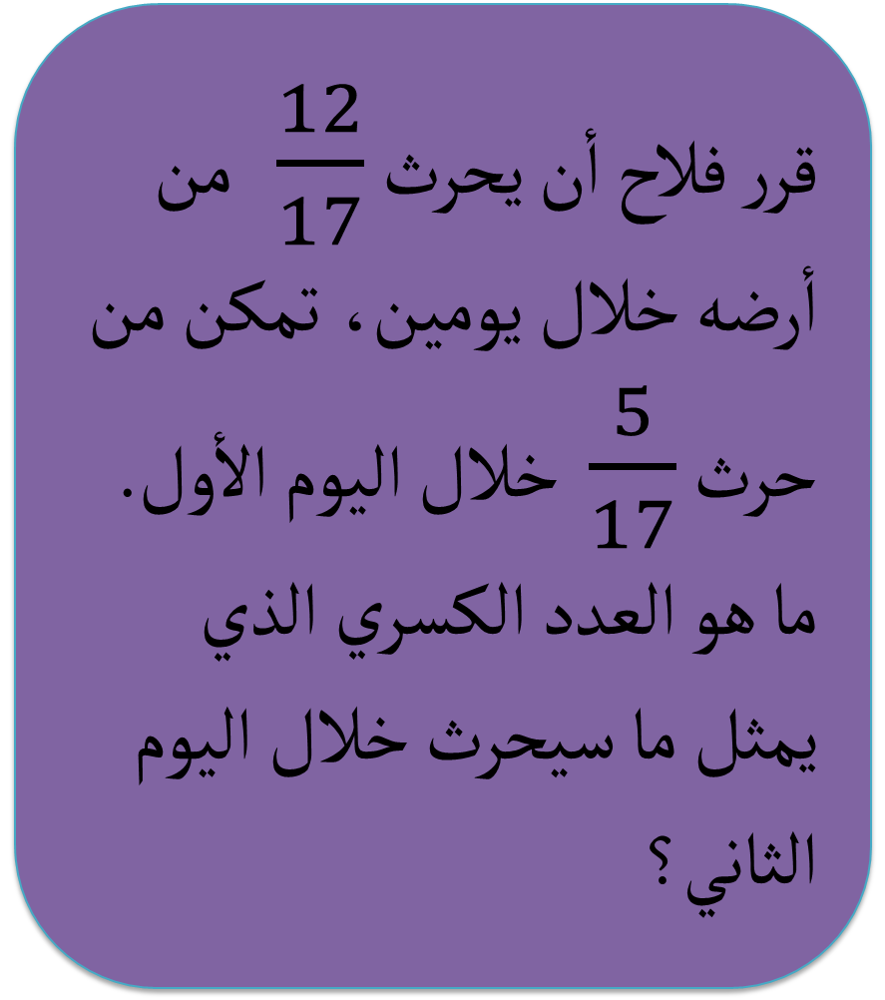 قرر فلاح أن يحرث 12/17 من
أرضه خلال يومين، تمكن من
حرث 5/17 خلال اليوم الأول.
ما هو العدد الكسري الذي
يمثل ما سيحرث خلال اليوم
الثاني؟